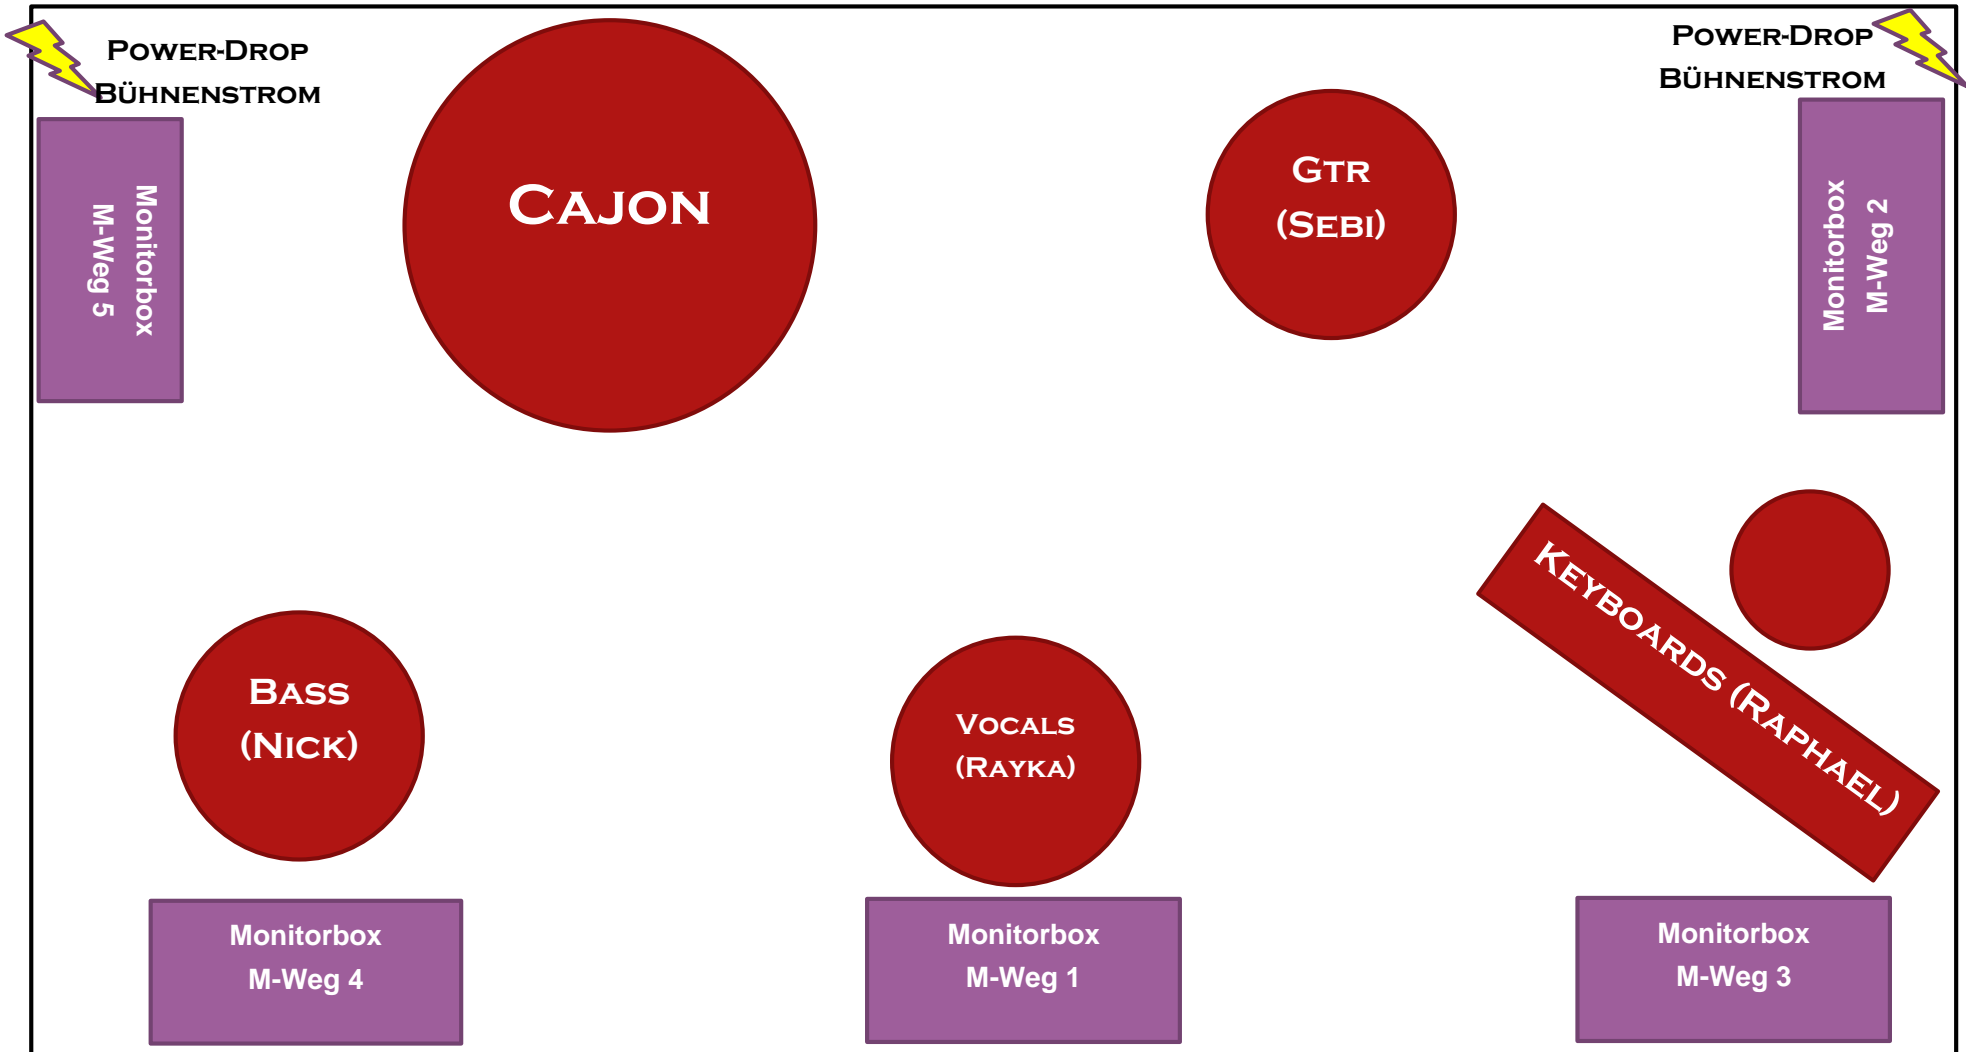 Power-Drop
Bühnenstrom
Power-Drop
Bühnenstrom
Monitorbox
M-Weg 5
Cajon
Gtr
(Sebi)
Monitorbox
M-Weg 2
Keyboards (Raphael)
Bass
(Nick)
Vocals
(Rayka)
Monitorbox
M-Weg 4
Monitorbox
M-Weg 1
Monitorbox
M-Weg 3